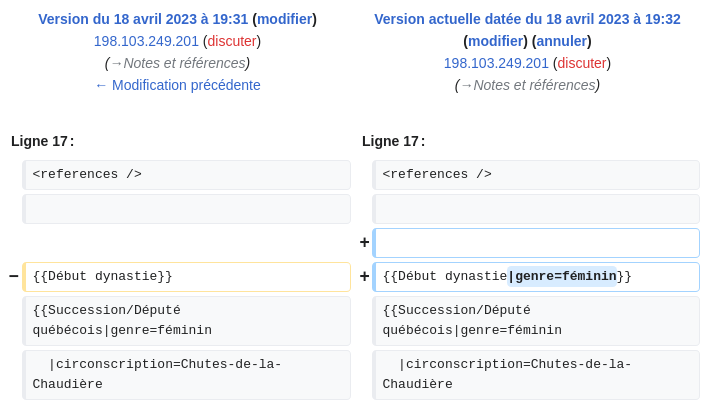 Version du 18 avril 2023 à 19:31 (modifier)
198.103.249.201 (discuter)
(→Notes et références)
← Modification précédente
Version actuelle datée du 18 avril 2023 à 19:32
(modifier) (annuler)
198.103.249.201 (discuter)
(→Notes et références)
Ligne 17 :
Ligne 17 :
<references />
<references />
+
− {{Début dynastie}}
+ {{Début dynastie|genre=féminin}}
{{Succession/Député
québécois|genre=féminin
{{Succession/Député
québécois|genre=féminin
|circonscription=Chutes-de-la-
Chaudière
|circonscription=Chutes-de-la-
Chaudière